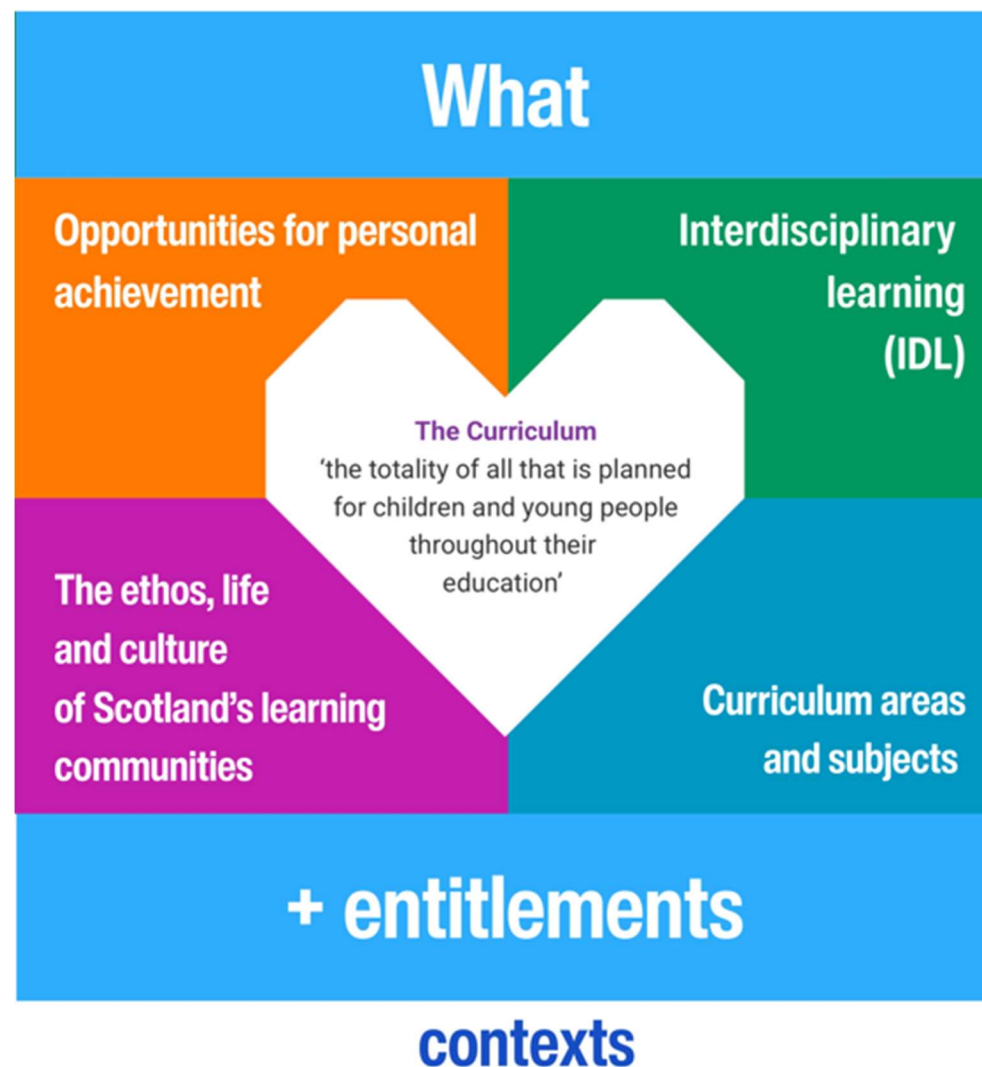 What
Opportunities for personal
achievement
Interdisciplinary
learning
(IDL)
The Curriculum
‘the totality of all that is planned
for children and young people
throughout their
education’
The ethos, life
and culture
of Scotland’s learning
communities
Curriculum areas
and subjects
+ entitlements
contexts